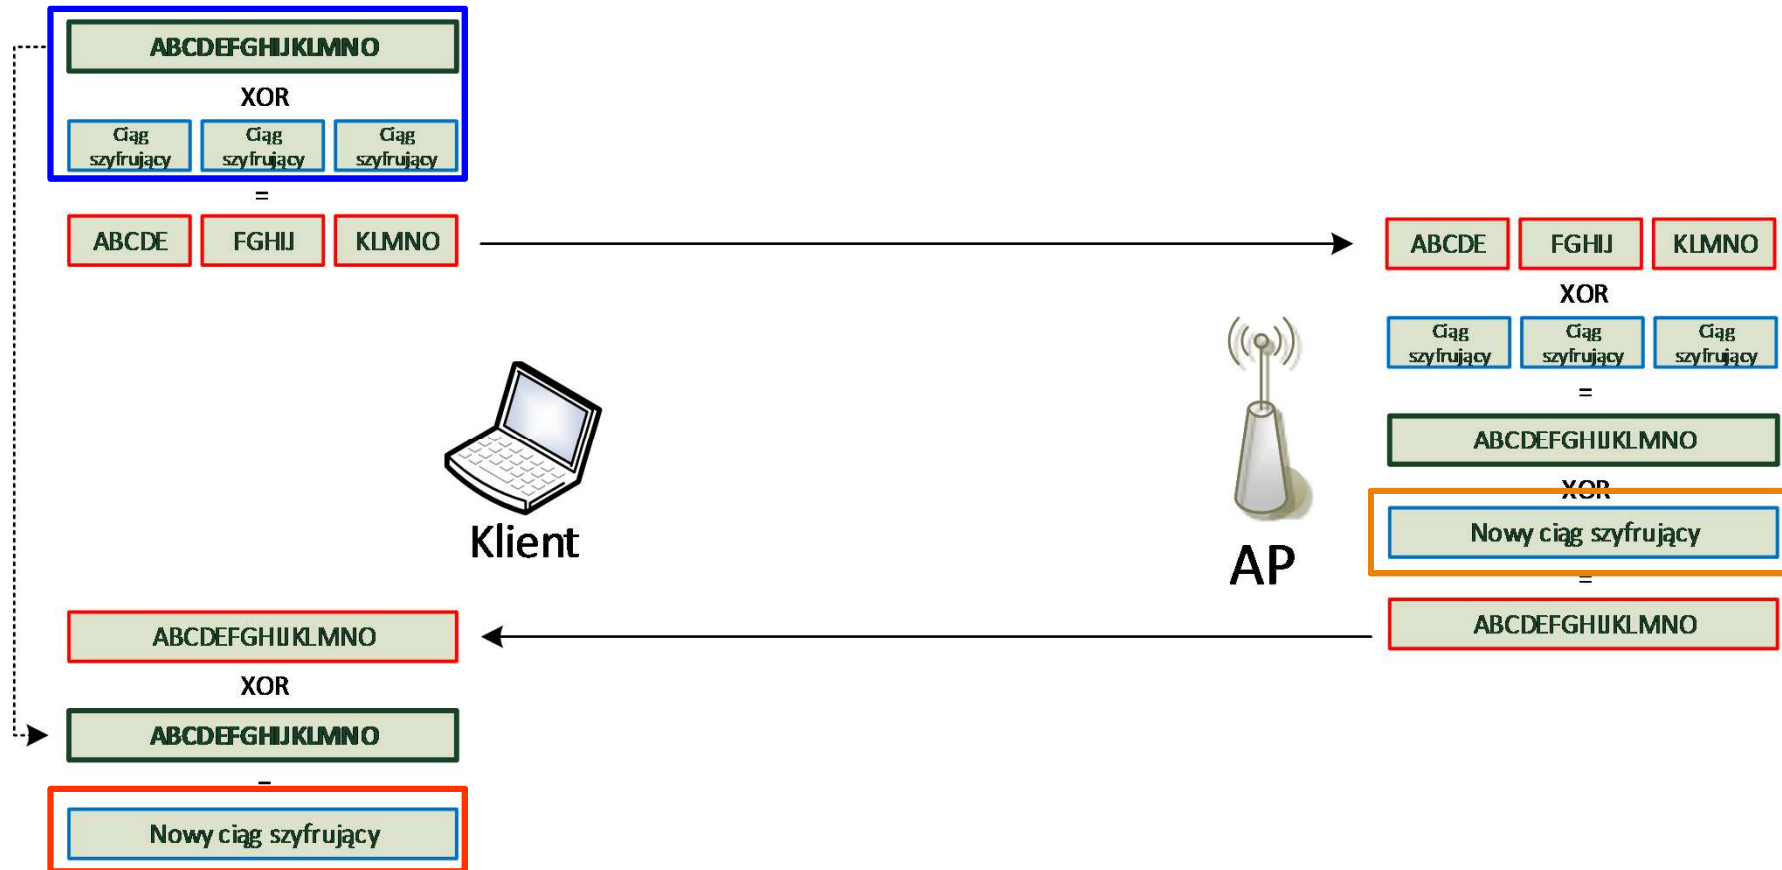 ABCDEFGHIJKLMNO
XOR
Ciąg szyfrujący
Ciąg szyfrujący
Ciąg szyfrujący
=
ABCDE FGHIJ KLMNO
Klient
ABCDEFGHIJKLMNO
XOR
ABCDEFGHIJKLMNO
=
Nowy ciąg szyfrujący
AP
ABCDE FGHIJ KLMNO
XOR
Ciąg szyfrujący
Ciąg szyfrujący
Ciąg szyfrujący
=
ABCDEFGHIJKLMNO
XOR
Nowy ciąg szyfrujący
=
ABCDEFGHIJKLMNO